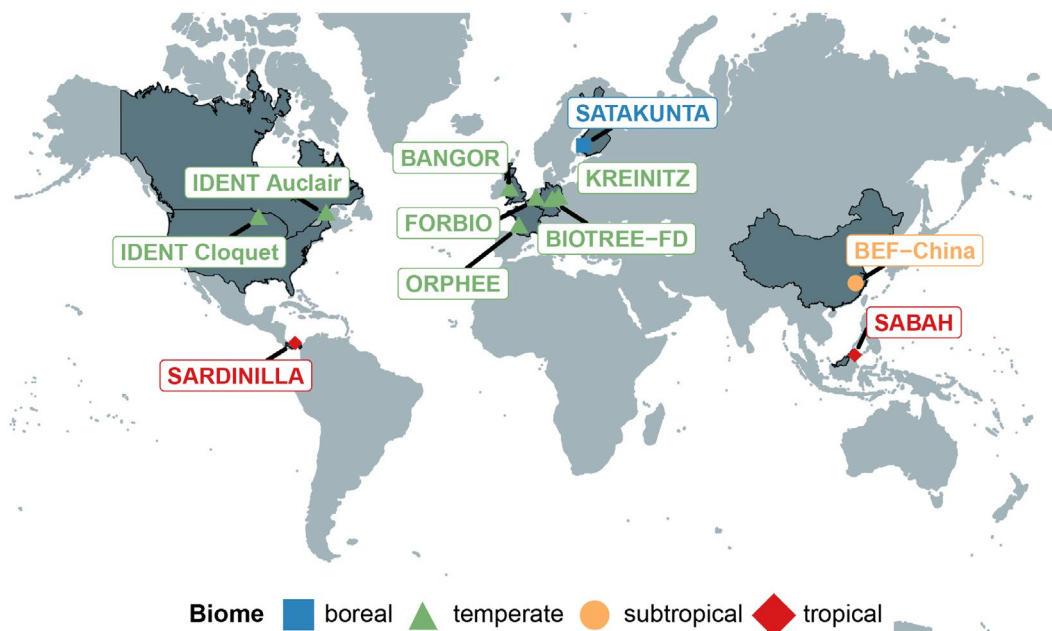 SATAKUNTA
BANGOR
KREINITZ
IDENT Auclair
FORBIO
BIOTREE−FD
IDENT Cloquet
BEF−China
ORPHEE
SABAH
SARDINILLA
Biome boreal temperate subtropical tropical